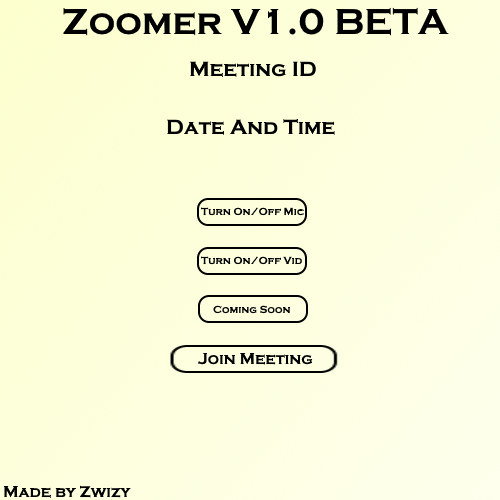 Zoomer V1.0 BETA
Meeting ID
Date And Time
Turn On/Off Mic
Turn On/Off Vid
Coming Soon
Join Meeting
Made by Zwizy